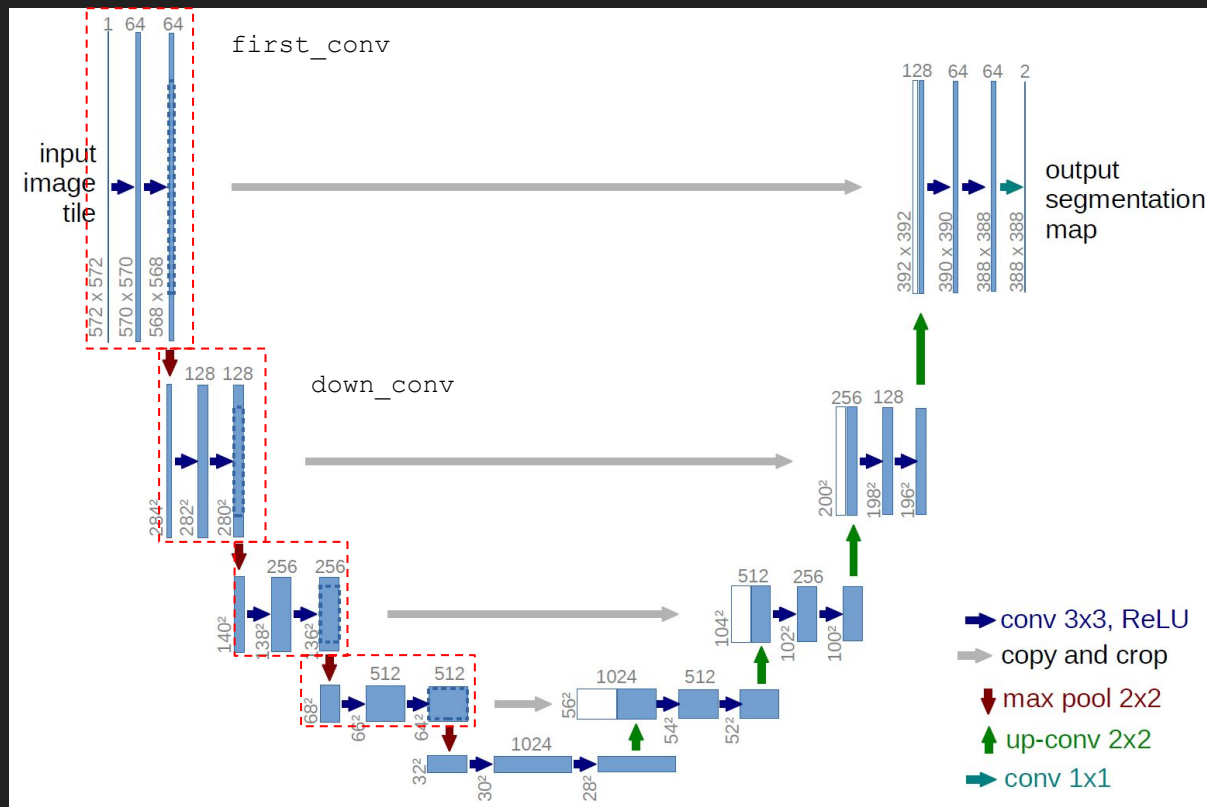 1 64 64
first_conv
input
image
tile
572 x 572
570 x 570
568 x 568
128 64 64 2
392 x 392
390 x 390
388 x 388
388 x 388
output
segmentation
map
128 128
down_conv
284²
282²
280²
256 128
200²
198²
196²
256 256
140²
138²
136²
512 256
104²
102²
100²
512 512
68²
66²
64²
1024 512
56²
54²
52²
1024
32²
30²
28²
conv 3x3, ReLU
copy and crop
max pool 2x2
up-conv 2x2
conv 1x1